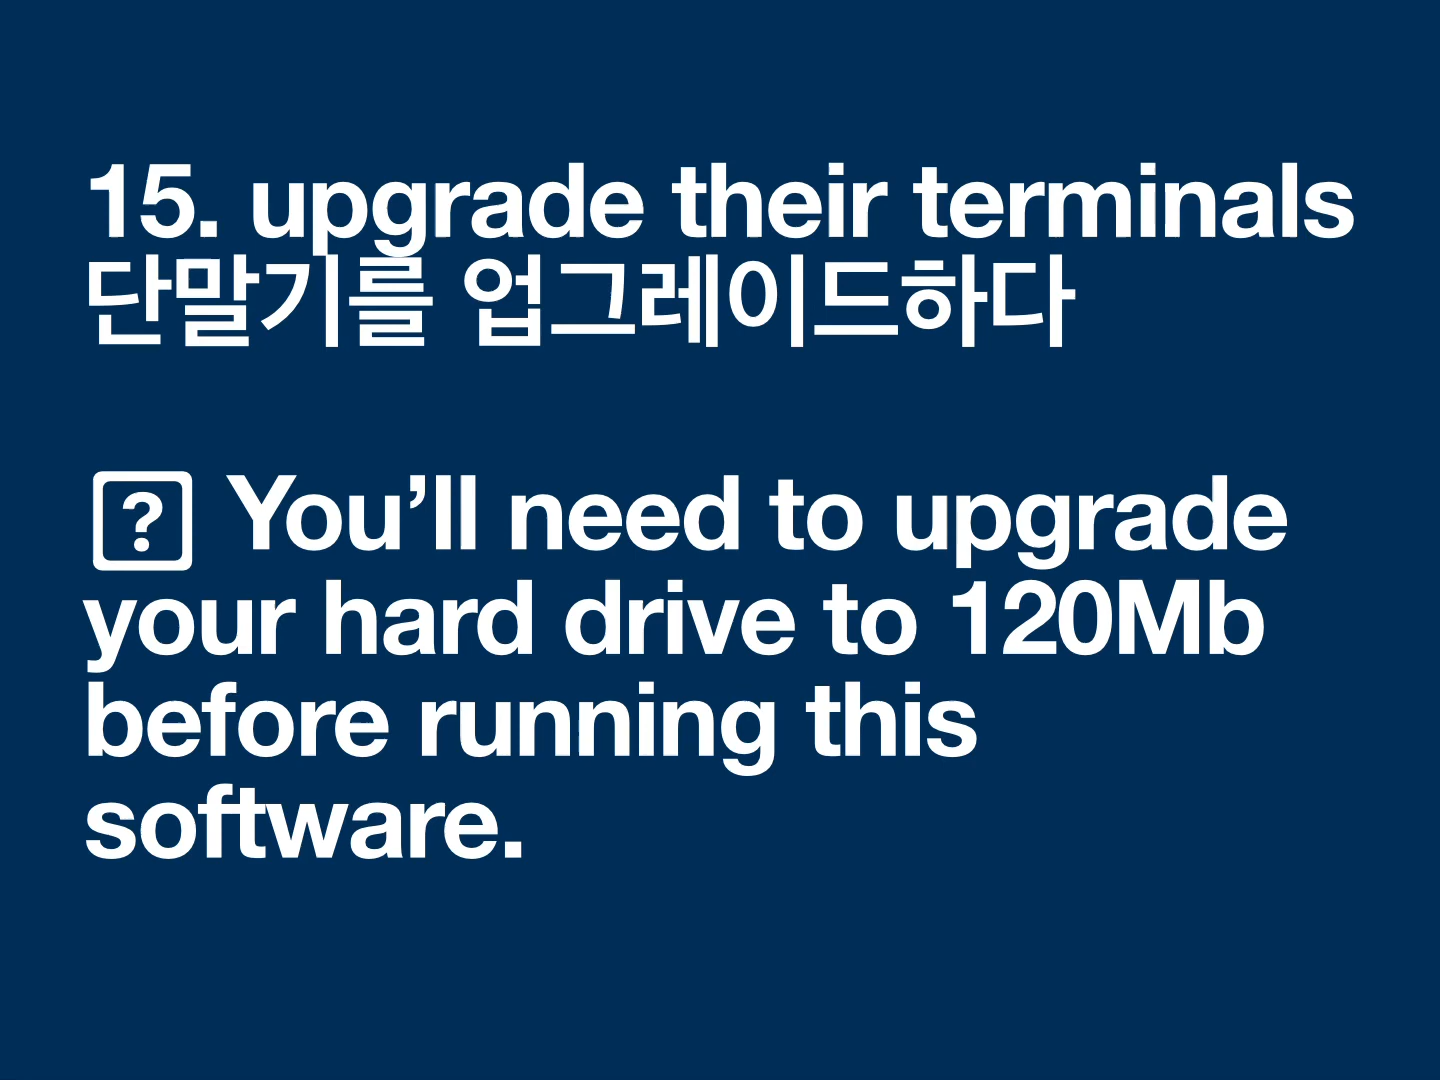 15. upgrade their terminals
단말기를 업그레이드하다
⍰ You’ll need to upgrade
your hard drive to 120Mb
before running this
software.